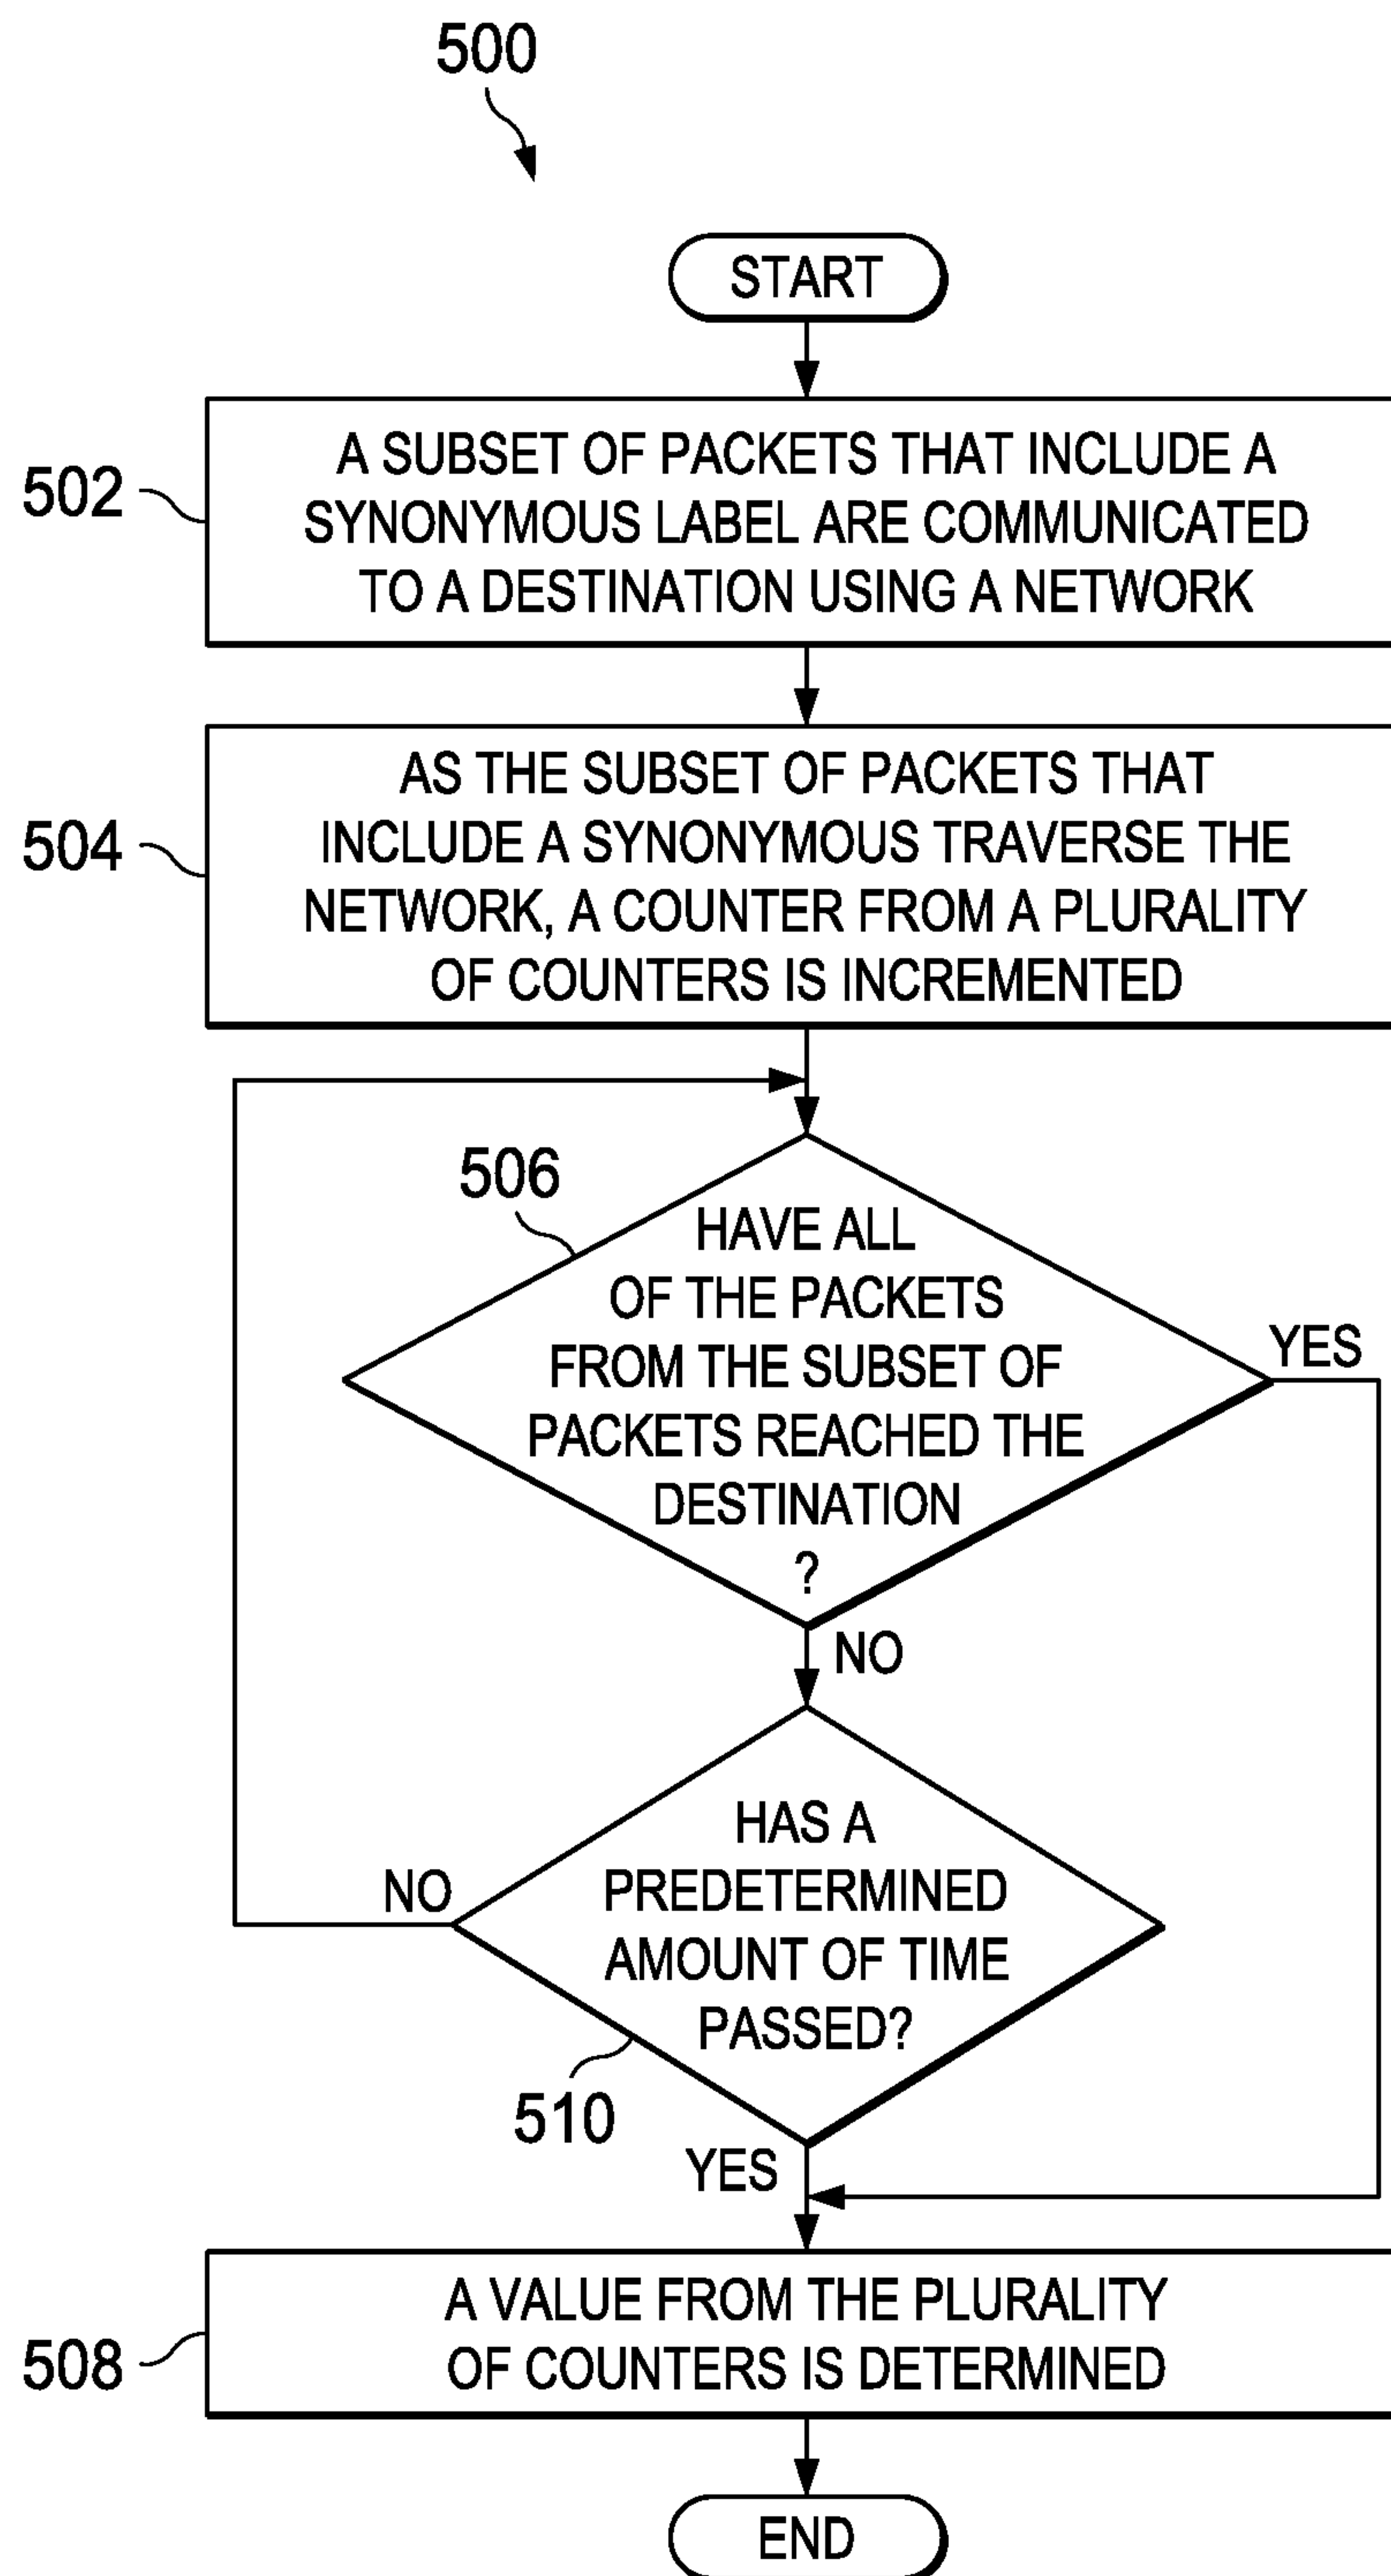 500
START
502
A SUBSET OF PACKETS THAT INCLUDE A
SYNONYMOUS LABEL ARE COMMUNICATED
TO A DESTINATION USING A NETWORK
504
AS THE SUBSET OF PACKETS THAT
INCLUDE A SYNONYMOUS TRAVERSE THE
NETWORK, A COUNTER FROM A PLURALITY
OF COUNTERS IS INCREMENTED
506
HAVE ALL
OF THE PACKETS
FROM THE SUBSET OF
PACKETS REACHED THE
DESTINATION
?
YES
NO
HAS A
PREDETERMINED
AMOUNT OF TIME
PASSED?
NO
510
YES
508
A VALUE FROM THE PLURALITY
OF COUNTERS IS DETERMINED
END